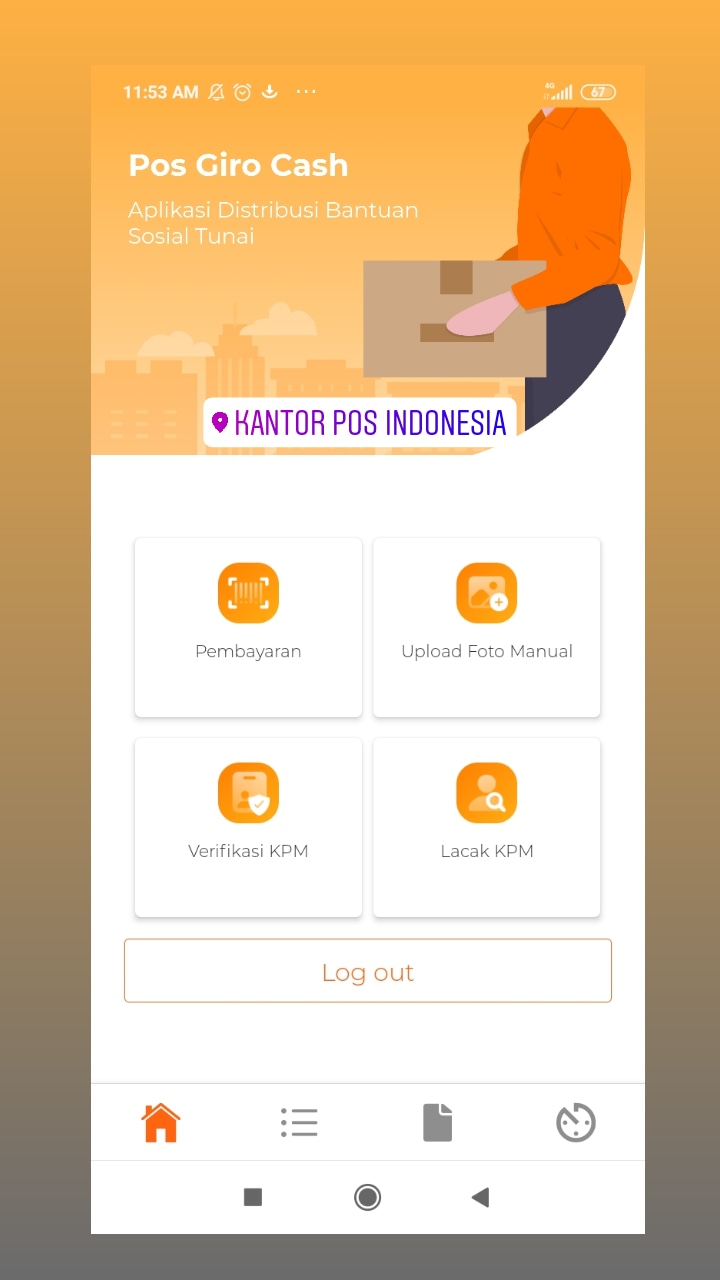 11:53 AM
4G
67
Pos Giro Cash
Aplikasi Distribusi Bantuan
Sosial Tunai
KANTOR POS INDONESIA
Pembayaran
Upload Foto Manual
Verifikasi KPM
Lacak KPM
Log out